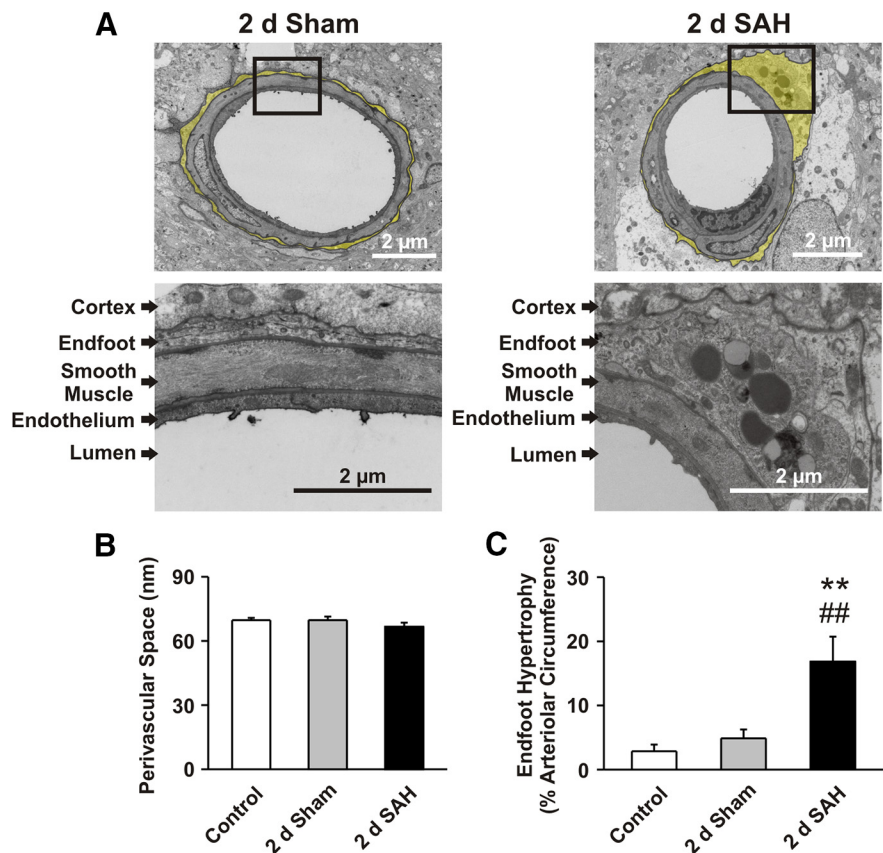 A
2 d Sham
2 d SAH
2 µm
2 µm
Cortex
Endfoot
Smooth
Muscle
Endothelium
Lumen
2 µm
Cortex
Endfoot
Smooth
Muscle
Endothelium
Lumen
2 µm
B
Perivascular Space (nm)
90
60
30
0
Control
2 d Sham
2 d SAH
C
Endfoot Hypertrophy
(% Arteriolar Circumference)
30
20
10
0
**
##
Control
2 d Sham
2 d SAH